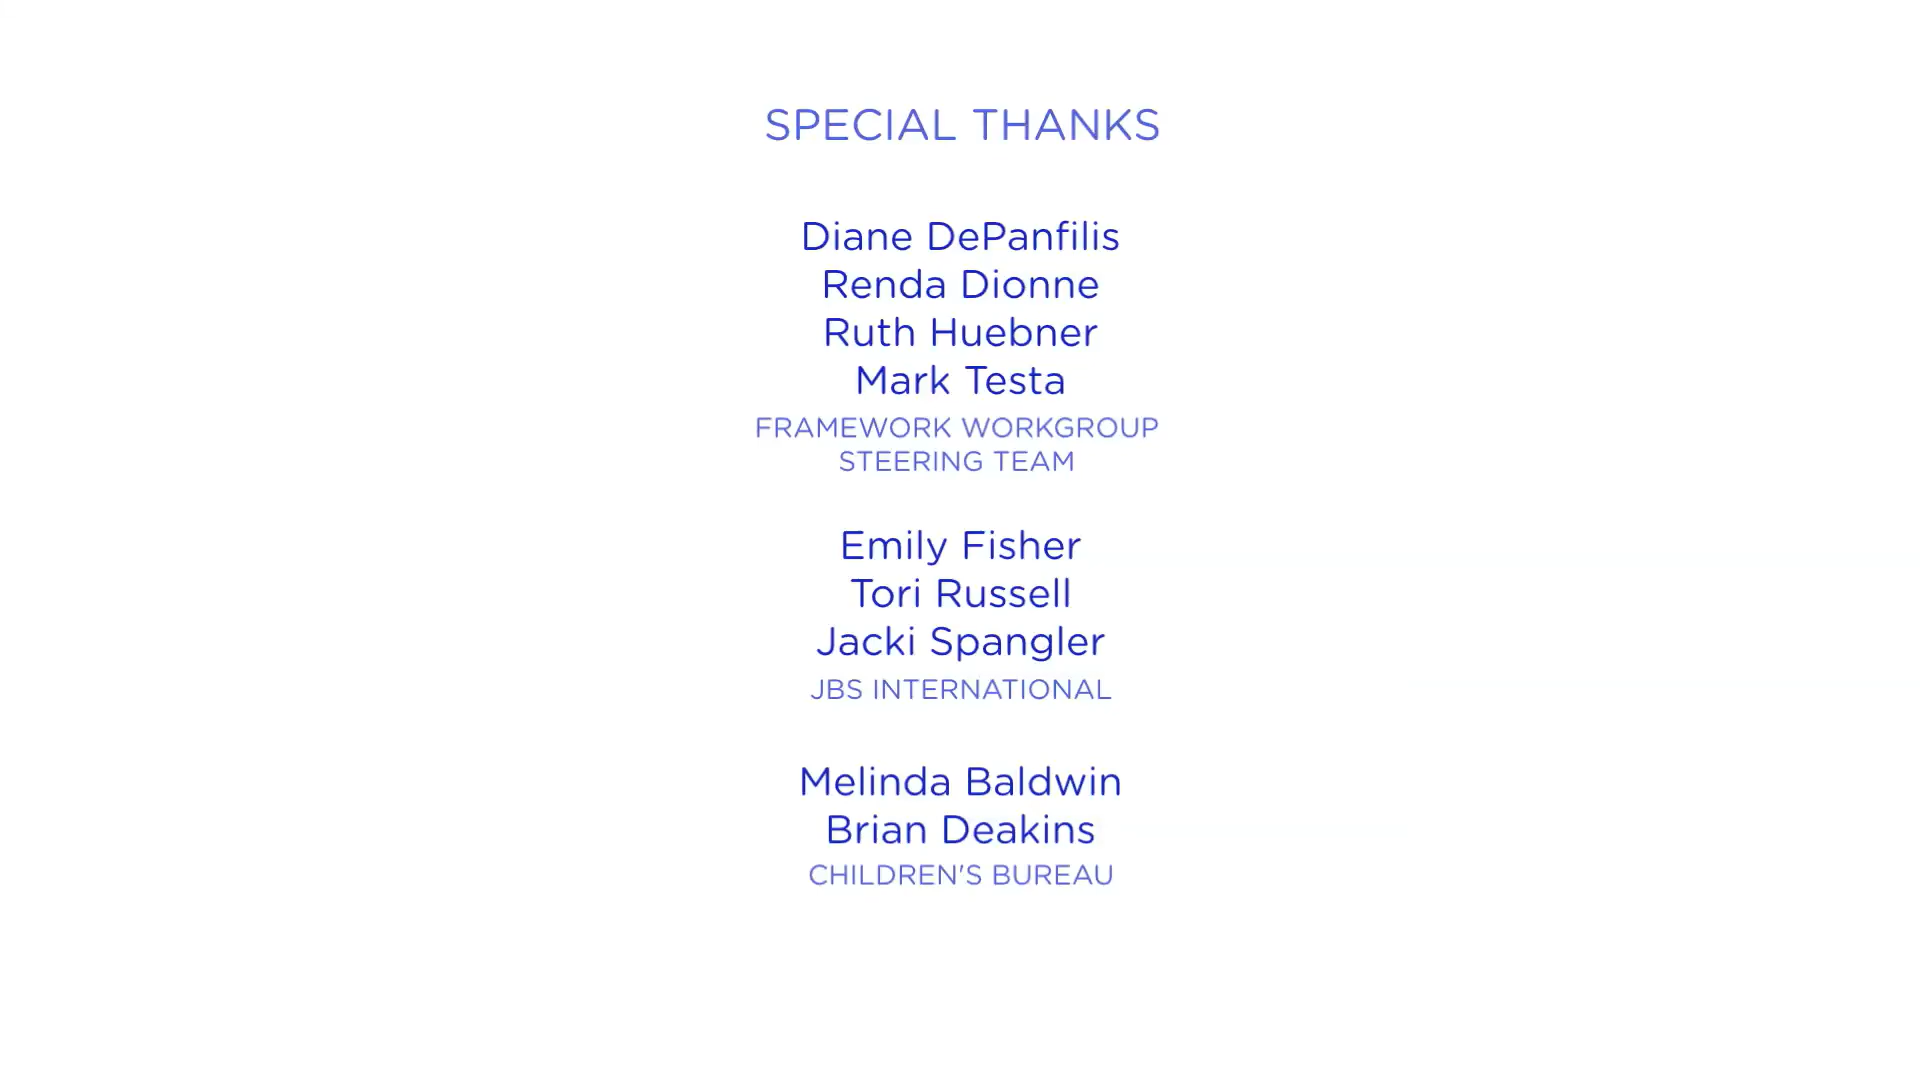 SPECIAL THANKS
Diane DePanfilis
Renda Dionne
Ruth Huebner
Mark Testa
FRAMEWORK WORKGROUP
STEERING TEAM
Emily Fisher
Tori Russell
Jacki Spangler
JBS INTERNATIONAL
Melinda Baldwin
Brian Deakins
CHILDREN'S BUREAU